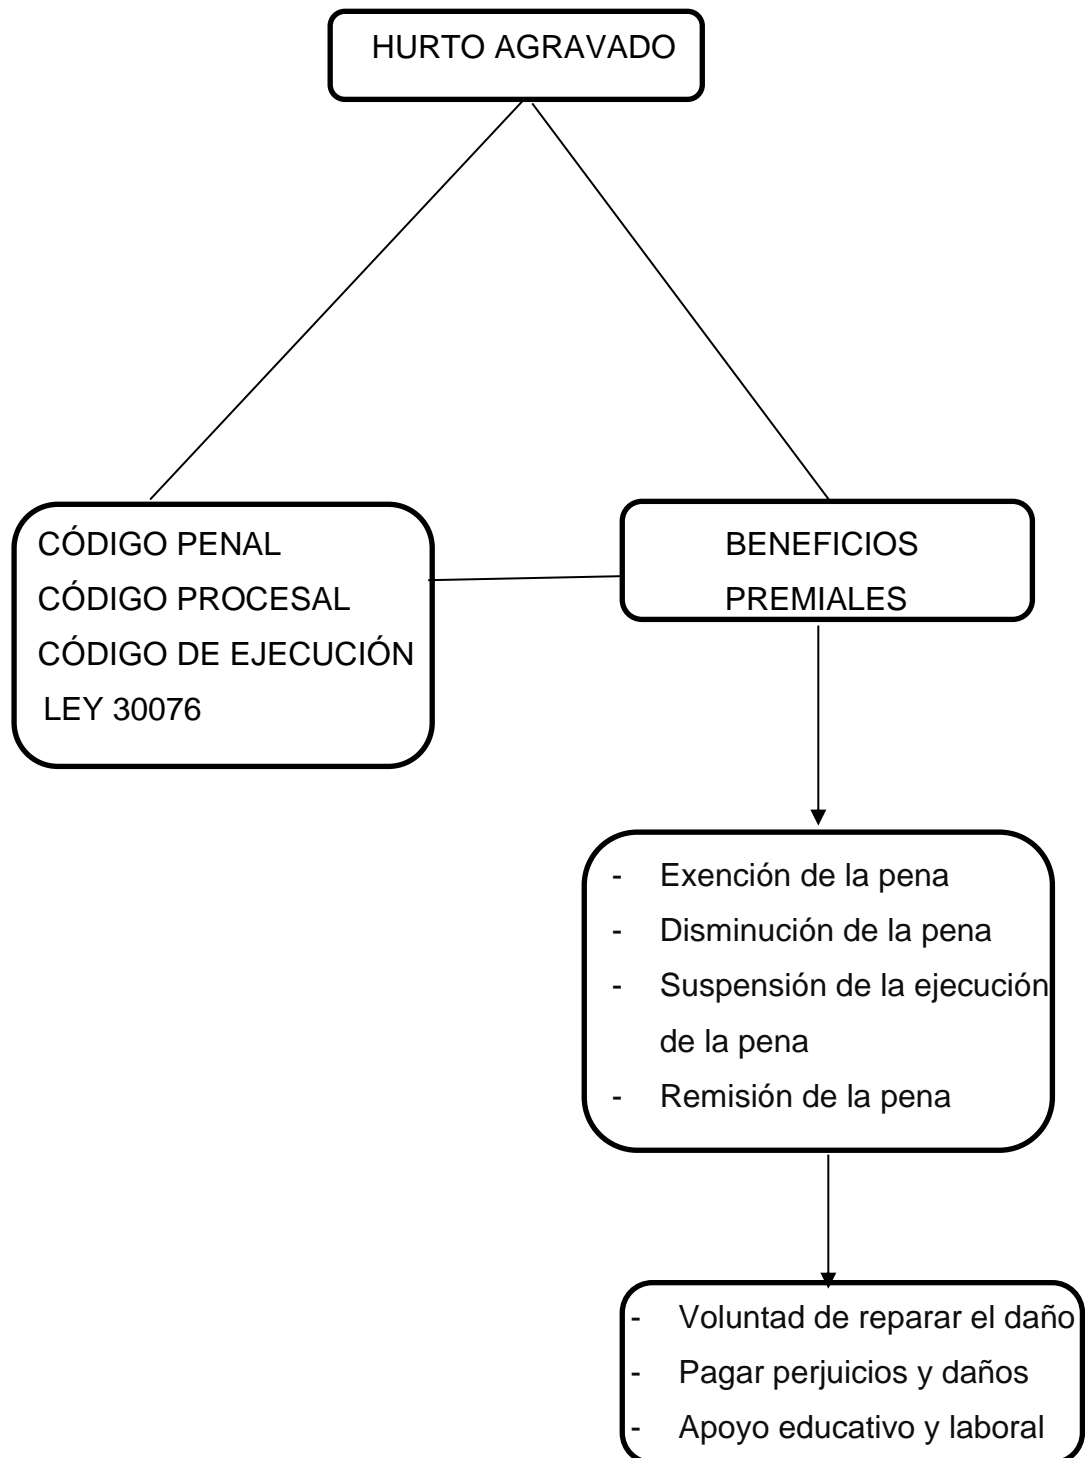 HURTO AGRAVADO
CÓDIGO PENAL
CÓDIGO PROCESAL
CÓDIGO DE EJECUCIÓN
LEY 30076
BENEFICIOS
PREMIALES
- Exención de la pena
- Disminución de la pena
- Suspensión de la ejecución
de la pena
- Remisión de la pena
- Voluntad de reparar el daño
- Pagar perjuicios y daños
- Apoyo educativo y laboral